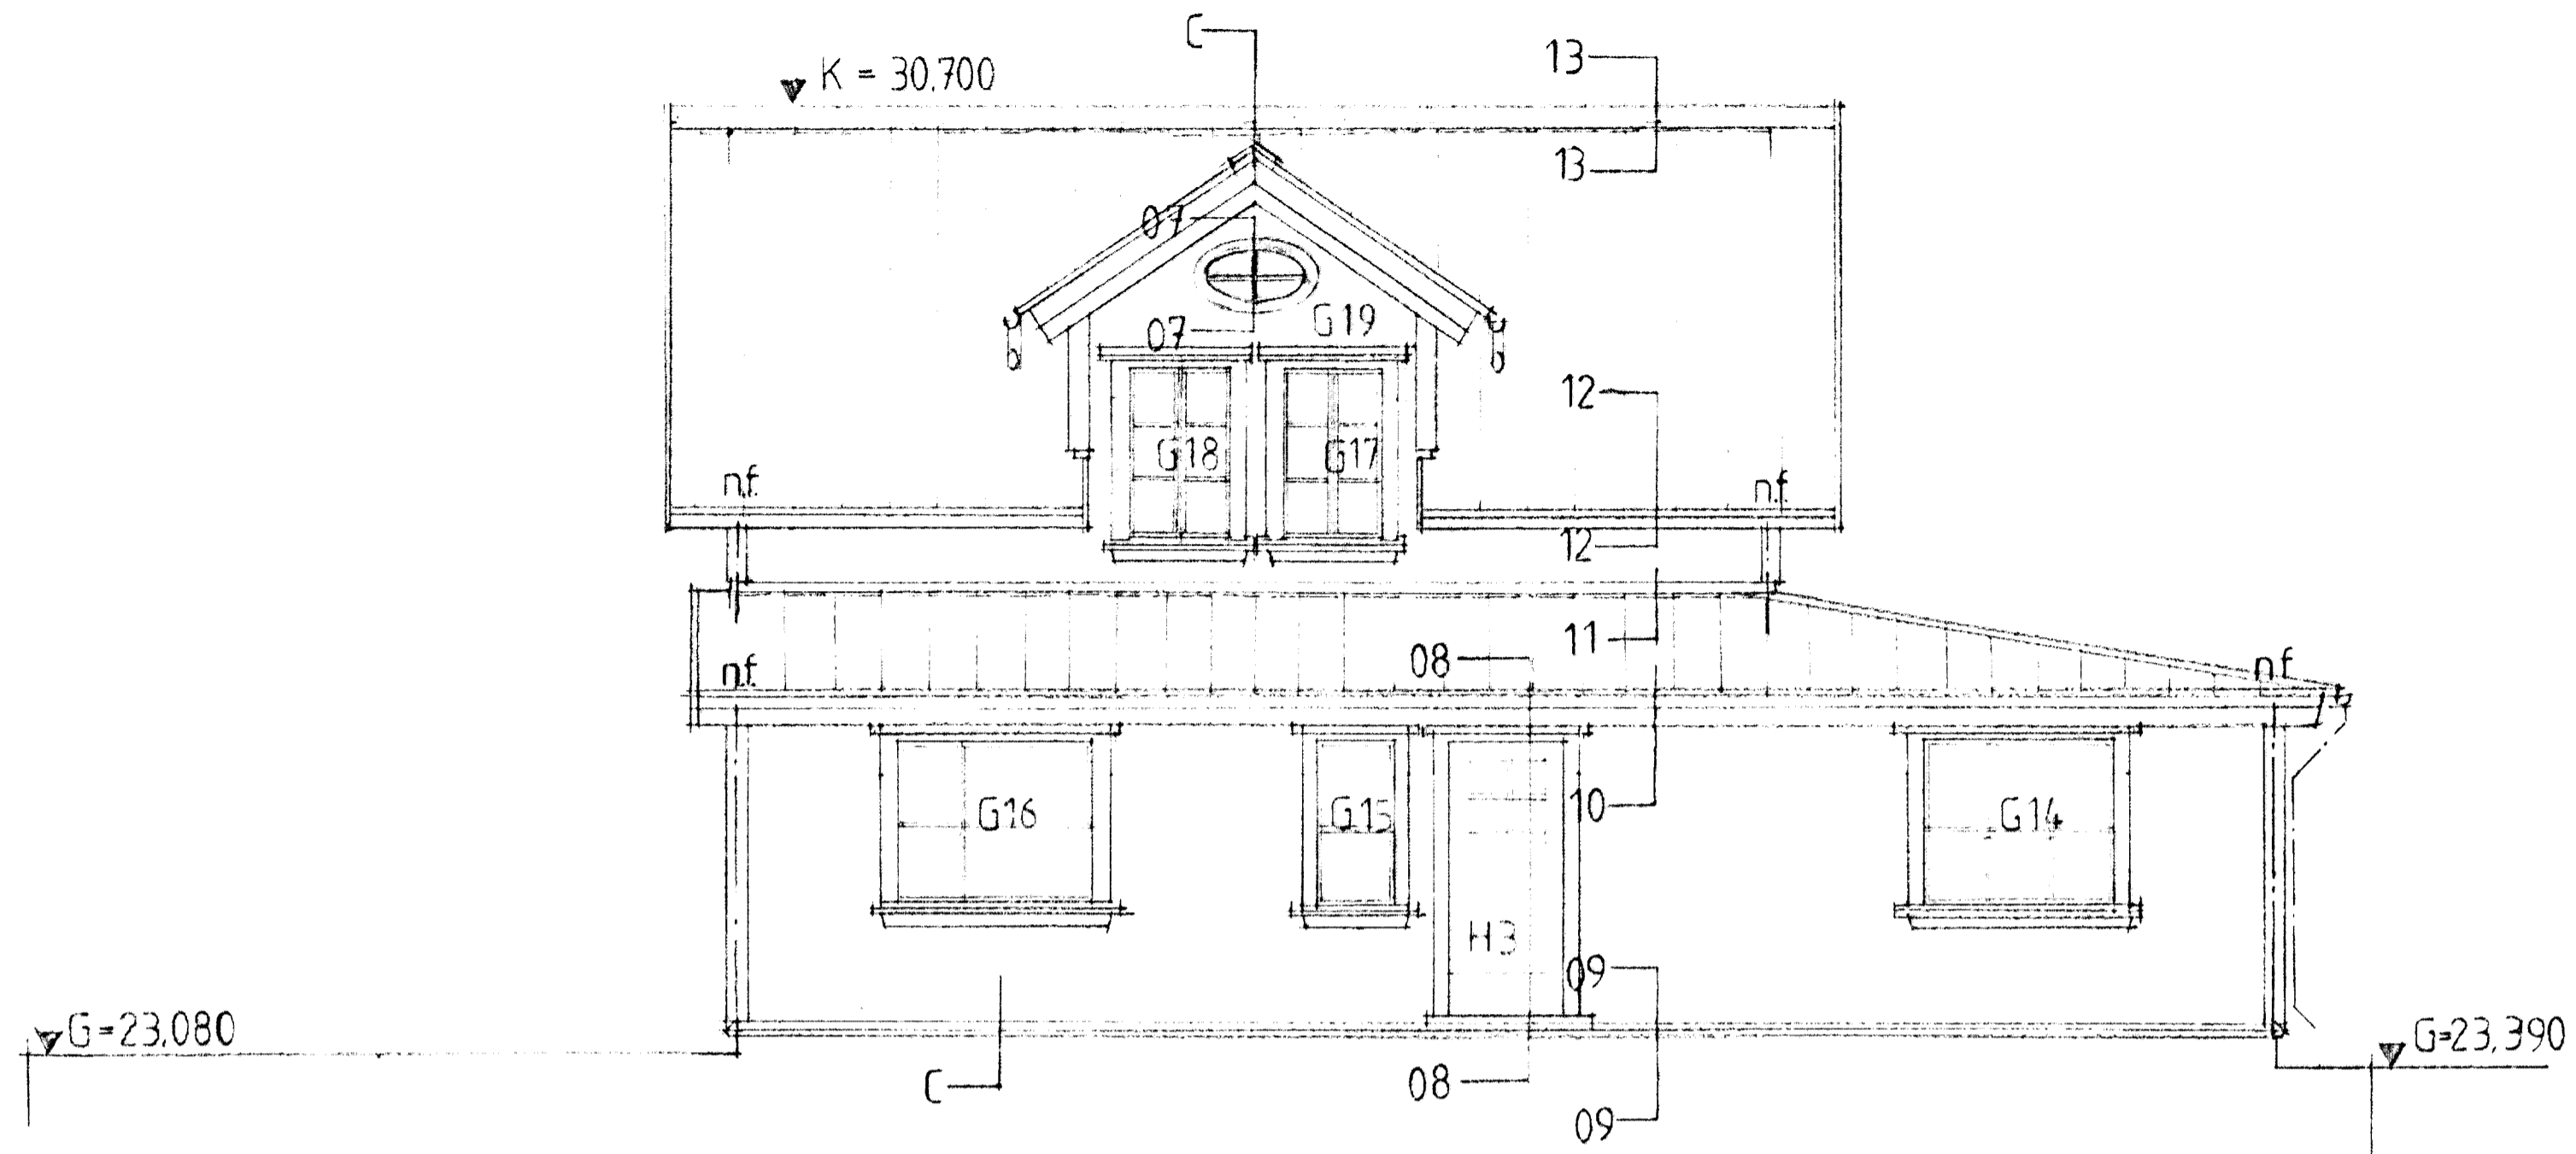 C
13
K = 30,700
13
07
G19
07
12
G18
G17
n.f.
n.f.
12
11
08
n.f.
n.f.
G16
G15
10
G14
H3
09
G=23,080
G=23,390
C
08
09